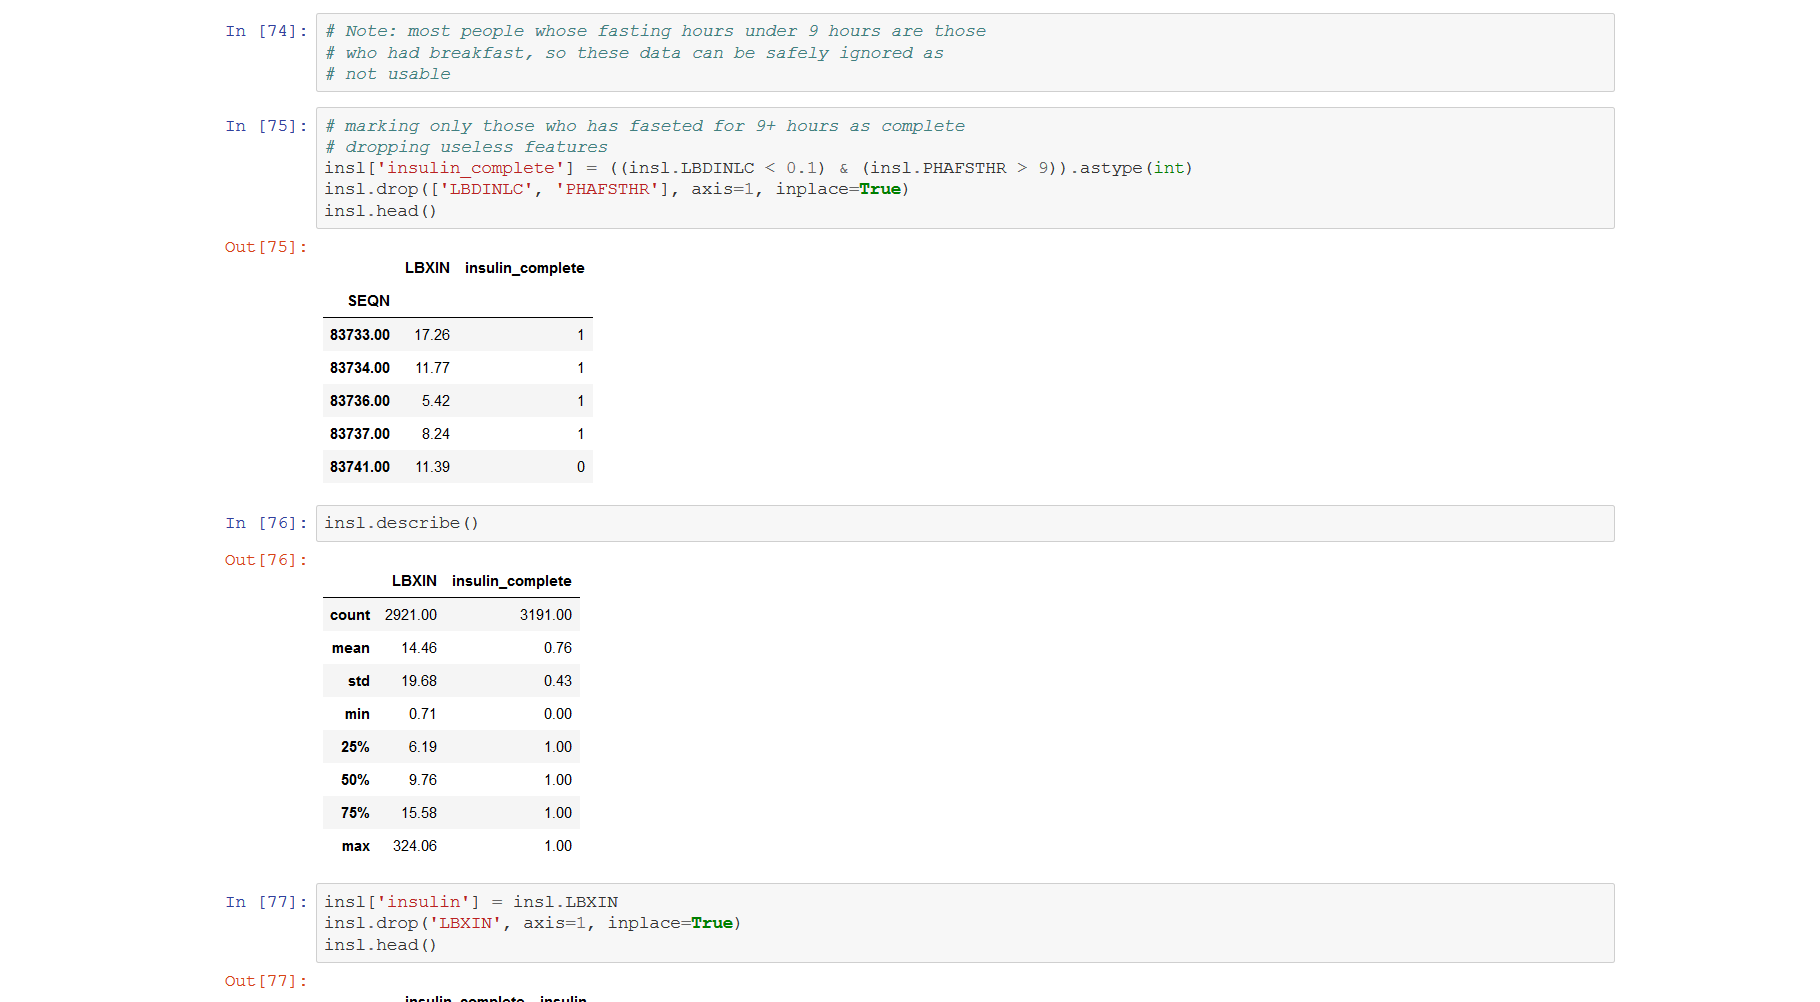 In [74]: # Note: most people whose fasting hours under 9 hours are those
# who had breakfast, so these data can be safely ignored as
# not usable
In [75]: # marking only those who has faseted for 9+ hours as complete
# dropping useless features
insl['insulin_complete'] = ((insl.LBDINLC < 0.1) & (insl.PHAFSTHR > 9)).astype(int)
insl.drop(['LBDINLC', 'PHAFSTHR'], axis=1, inplace=True)
insl.head()
Out[75]:
LBXIN insulin_complete
SEQN
83733.00 17.26 1
83734.00 11.77 1
83736.00 5.42 1
83737.00 8.24 1
83741.00 11.39 0
In [76]: insl.describe()
Out[76]:
LBXIN insulin_complete
count 2921.00 3191.00
mean 14.46 0.76
std 19.68 0.43
min 0.71 0.00
25% 6.19 1.00
50% 9.76 1.00
75% 15.58 1.00
max 324.06 1.00
In [77]: insl['insulin'] = insl.LBXIN
insl.drop('LBXIN', axis=1, inplace=True)
insl.head()
Out[77]:
insulin_complete insulin